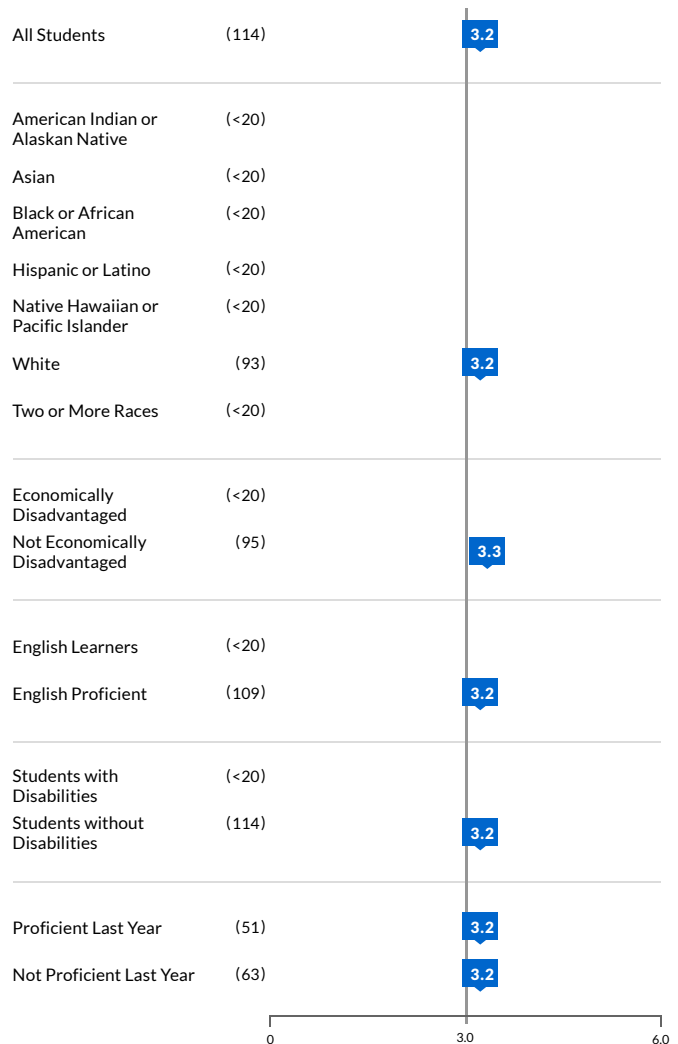 All Students (114) 3.2
American Indian or (<20)
Alaskan Native
Asian (<20)
Black or African (<20)
American
Hispanic or Latino (<20)
Native Hawaiian or (<20)
Pacific Islander
White (93) 3.2
Two or More Races (<20)
Economically (<20)
Disadvantaged
Not Economically (95) 3.3
Disadvantaged
English Learners (<20)
English Proficient (109) 3.2
Students with (<20)
Disabilities
Students without (114) 3.2
Disabilities
Proficient Last Year (51) 3.2
Not Proficient Last Year (63) 3.2
0 3.0 6.0